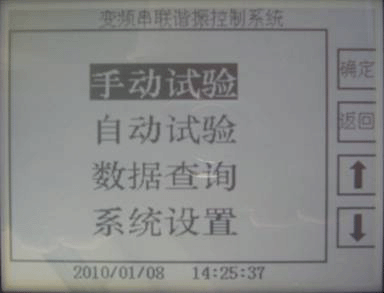 变频串联谐振控制系统
手动试验
自动试验
数据查询
系统设置
确定
返回
2010/01/08 14:25:37